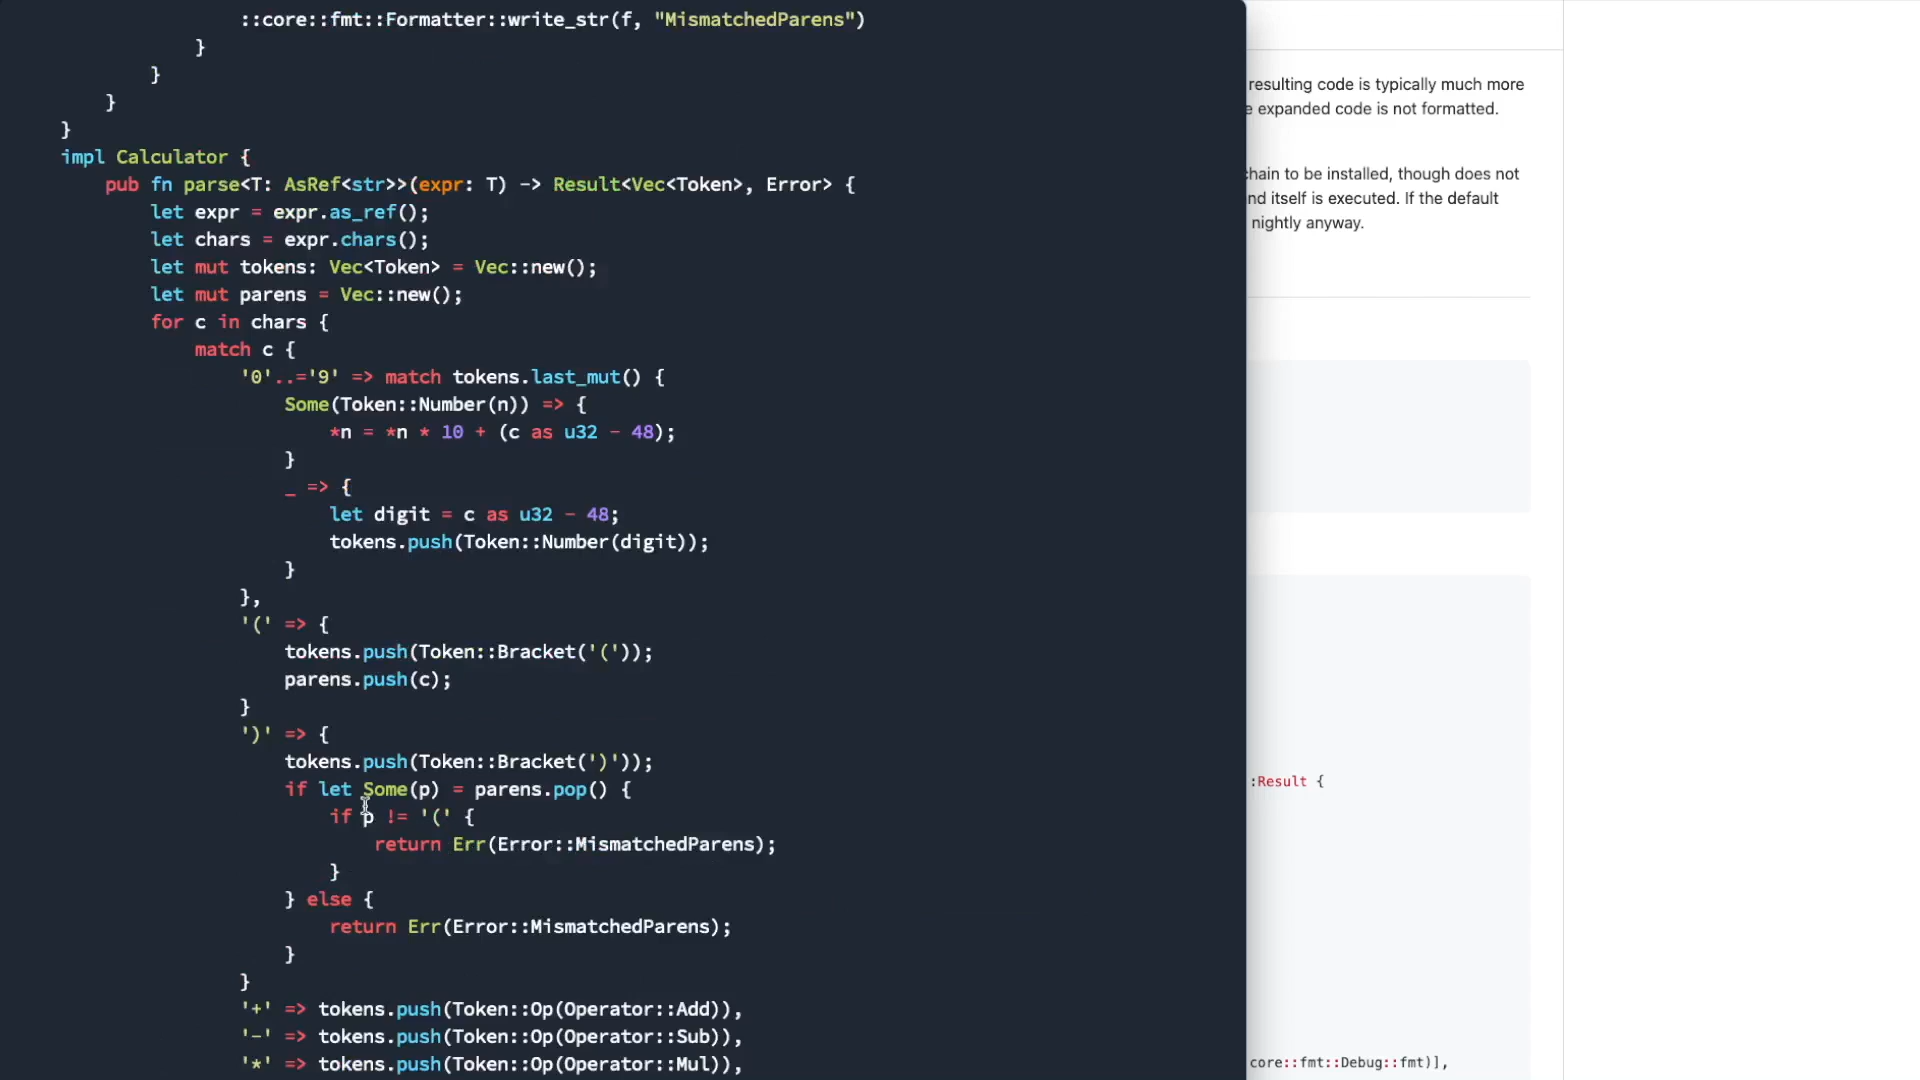 ::core::fmt::Formatter::write_str(f, "MismatchedParens")
        }
    }
}
}
impl Calculator {
    pub fn parse<T: AsRef<str>>(expr: T) -> Result<Vec<Token>, Error> {
        let expr = expr.as_ref();
        let chars = expr.chars();
        let mut tokens: Vec<Token> = Vec::new();
        let mut parens = Vec::new();
        for c in chars {
            match c {
                '0'..='9' => match tokens.last_mut() {
                    Some(Token::Number(n)) => {
                        *n = *n * 10 + (c as u32 - 48);
                    }
                    _ => {
                        let digit = c as u32 - 48;
                        tokens.push(Token::Number(digit));
                    }
                },
                '(' => {
                    tokens.push(Token::Bracket('('));
                    parens.push(c);
                }
                ')' => {
                    tokens.push(Token::Bracket(')'));
                    if let Some(p) = parens.pop() {
                        if p != '(' {
                            return Err(Error::MismatchedParens);
                        }
                    } else {
                        return Err(Error::MismatchedParens);
                    }
                }
                '+' => tokens.push(Token::Op(Operator::Add)),
                '-' => tokens.push(Token::Op(Operator::Sub)),
                '*' => tokens.push(Token::Op(Operator::Mul)),
resulting code is typically much more
expanded code is not formatted.
to be installed, though does not
itself is executed. If the default
nightly anyway.
:Result {
core::fmt::Debug::fmt)],